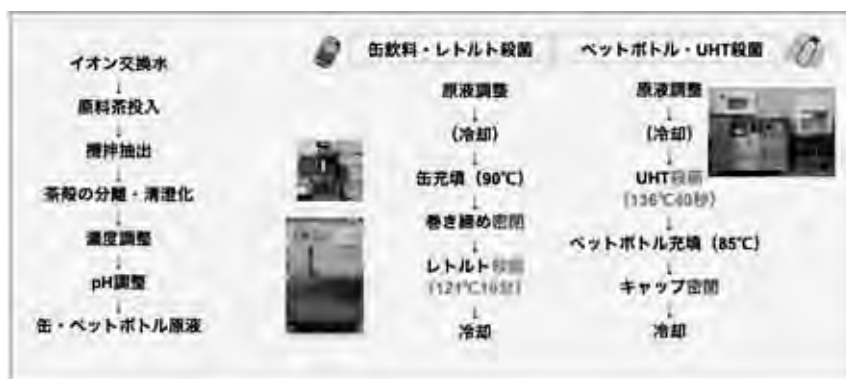 イオン交換水
↓
原料茶投入
↓
攪拌抽出
↓
茶殻の分離・清澄化
↓
濃度調整
↓
pH調整
↓
缶・ペットボトル原液
缶飲料・レトルト殺菌
原液調整
↓
（冷却）
↓
缶充填（90℃）
↓
巻き締め密閉
↓
レトルト殺菌
↓
冷却
ペットボトル・UHT殺菌
原液調整
↓
（冷却）
↓
UHT殺菌
（136℃40秒）
↓
ペットボトル充填（85℃）
↓
キャップ密閉
↓
冷却